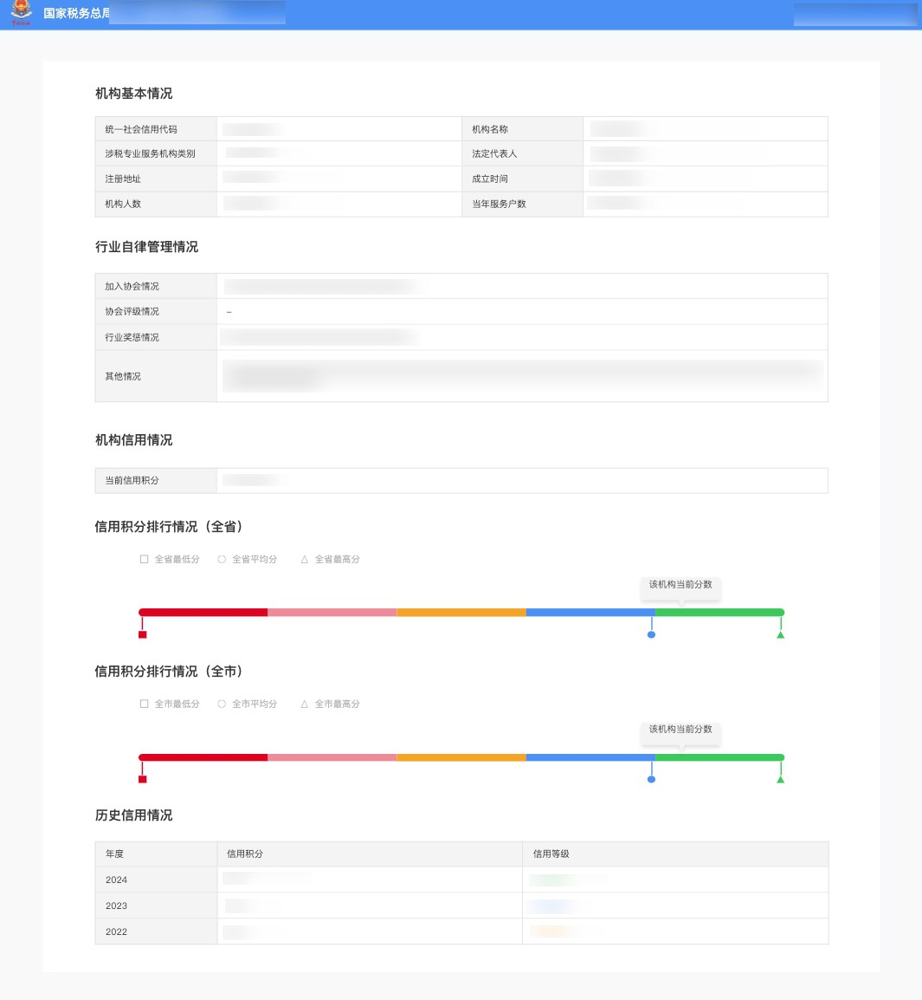 国家税务总局
机构基本情况
统一社会信用代码 机构名称
涉税专业服务机构类别 法定代表人
注册地址 成立时间
机构人数 当年服务户数
行业自律管理情况
加入协会情况
协会评级情况 –
行业奖惩情况
其他情况
机构信用情况
当前信用积分
信用积分排行情况（全省）
全省最低分 全省平均分 全省最高分
该机构当前分数
信用积分排行情况（全市）
全市最低分 全市平均分 全市最高分
该机构当前分数
历史信用情况
年度 信用积分 信用等级
2024
2023
2022